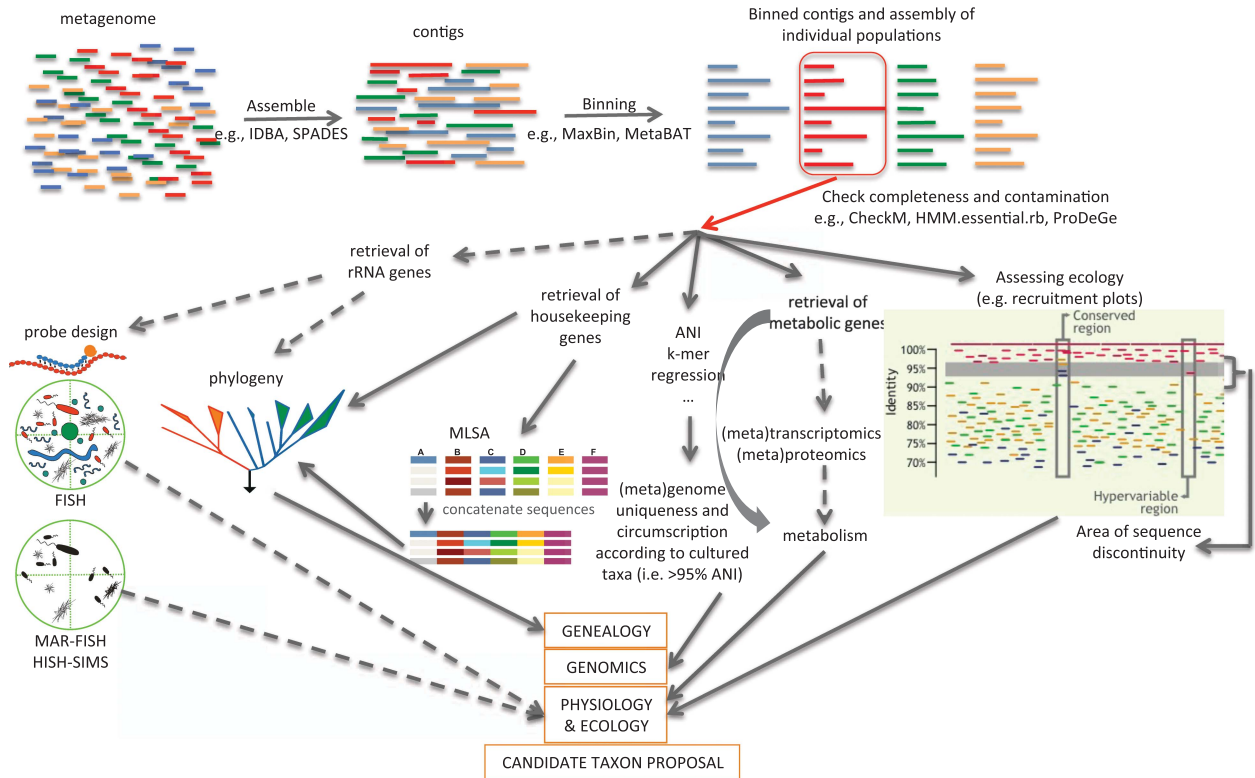 metagenome
contigs
Binned contigs and assembly of
individual populations
Assemble
e.g., IDBA, SPADES
Binning
e.g., MaxBin, MetaBAT
Check completeness and contamination
e.g., CheckM, HMM.essential.rb, ProDeGe
retrieval of
rRNA genes
retrieval of
housekeeping
genes
ANI
k-mer
regression
...
retrieval of
metabolic genes
Assessing ecology
(e.g. recruitment plots)
Conserved
region
Identity
100%
95%
90%
85%
80%
75%
70%
Hypervariable
region
Area of sequence
discontinuity
probe design
FISH
MAR-FISH
HISH-SIMS
phylogeny
MLSA
A B C D E F
concatenate sequences
(meta)genome
uniqueness and
circumscription
according to cultured
taxa (i.e. >95% ANI)
(meta)transcriptomics
(meta)proteomics
metabolism
GENEALOGY
GENOMICS
PHYSIOLOGY
& ECOLOGY
CANDIDATE TAXON PROPOSAL